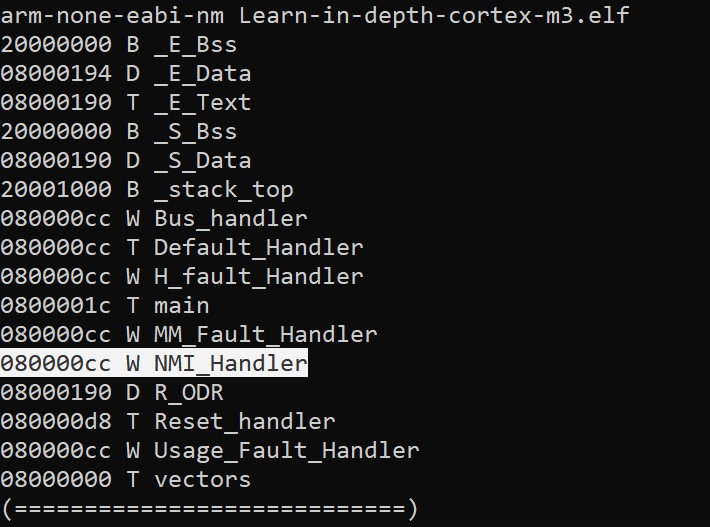 arm-none-eabi-nm Learn-in-depth-cortex-m3.elf
20000000 B _E_Bss
08000194 D _E_Data
08000190 T _E_Text
20000000 B _S_Bss
08000190 D _S_Data
20001000 B _stack_top
080000cc W Bus_handler
080000cc T Default_Handler
080000cc W H_fault_Handler
0800001c T main
080000cc W MM_Fault_Handler
080000cc W NMI_Handler
08000190 D R_ODR
080000d8 T Reset_handler
080000cc W Usage_Fault_Handler
08000000 T vectors
(============================)